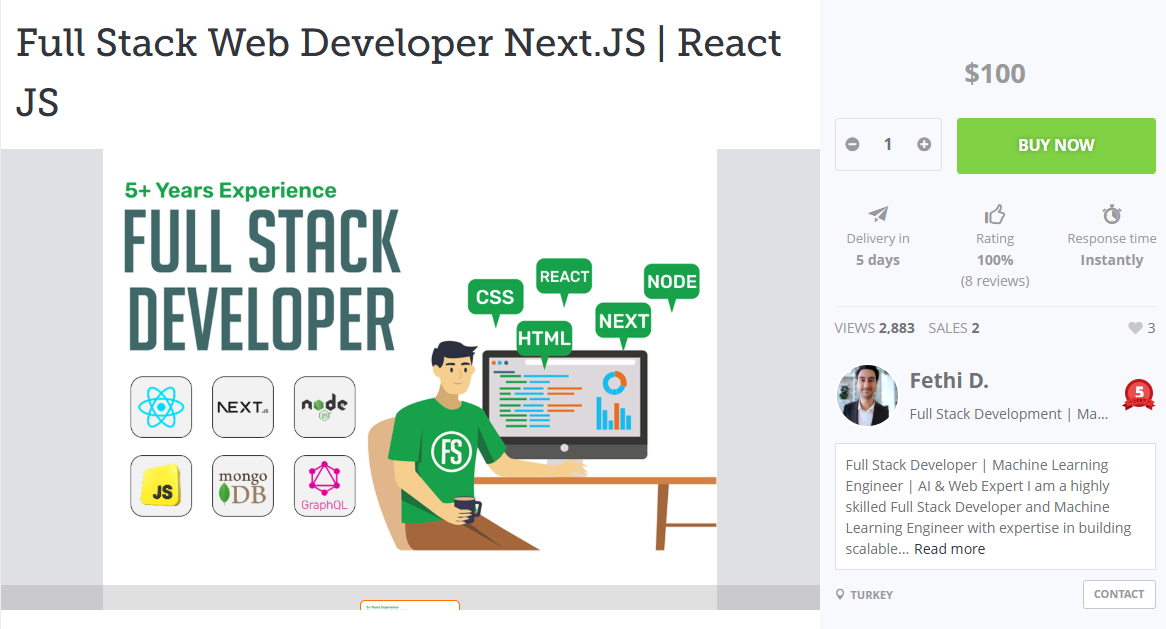 Full Stack Web Developer Next.JS | React
JS
5+ Years Experience
FULL STACK
DEVELOPER
CSS
REACT
NODE
HTML
NEXT
NEXT.JS
node
JS
JS
mongo
DB
GraphQL
FS
$100
1
BUY NOW
Delivery in
5 days
Rating
100%
(8 reviews)
Response time
Instantly
VIEWS 2,883 SALES 2
3
Fethi D.
Full Stack Development | Ma...
5
Full Stack Developer | Machine Learning
Engineer | AI & Web Expert I am a highly
skilled Full Stack Developer and Machine
Learning Engineer with expertise in building
scalable... Read more
TURKEY
CONTACT
5+ Years Experience